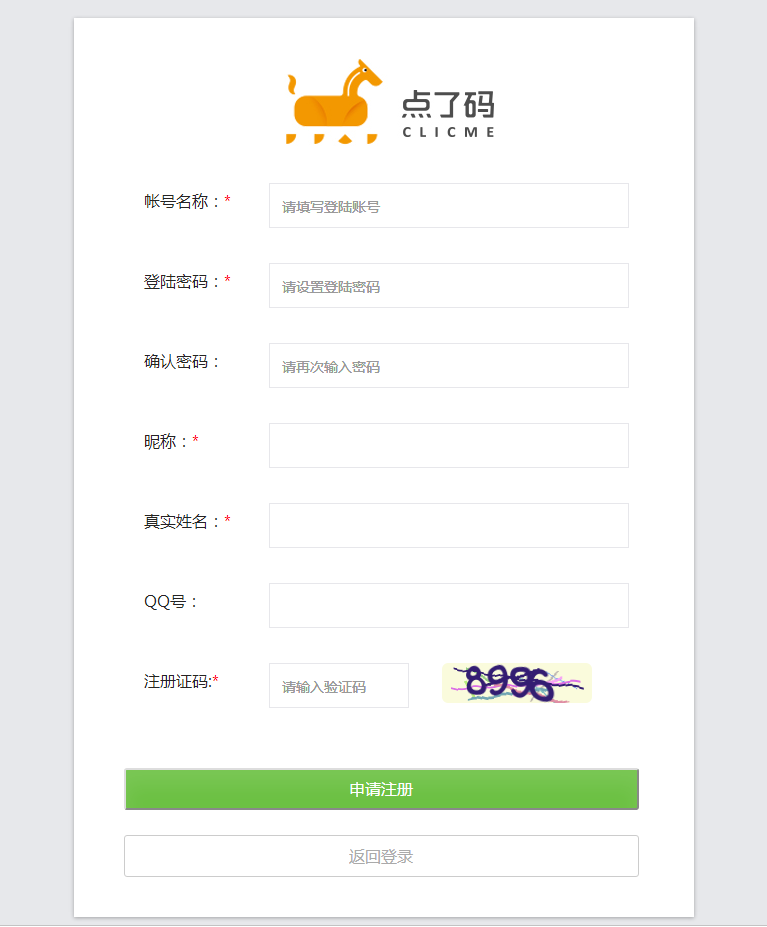 点了码
CLICME
帐号名称：* 请填写登陆账号
登陆密码：* 请设置登陆密码
确认密码： 请再次输入密码
昵称：*
真实姓名：*
QQ号：
注册证码:* 请输入验证码 8996
申请注册
返回登录